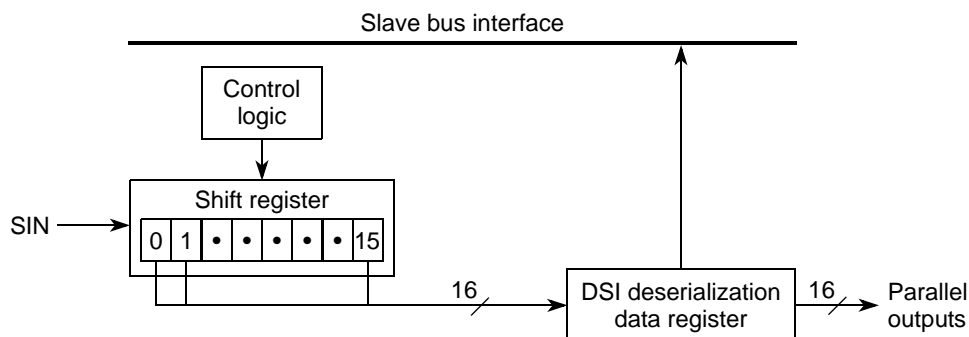 Slave bus interface
Control
logic
Shift register
SIN
0 1 • • • • • 15
16
DSI deserialization
data register
16
Parallel
outputs